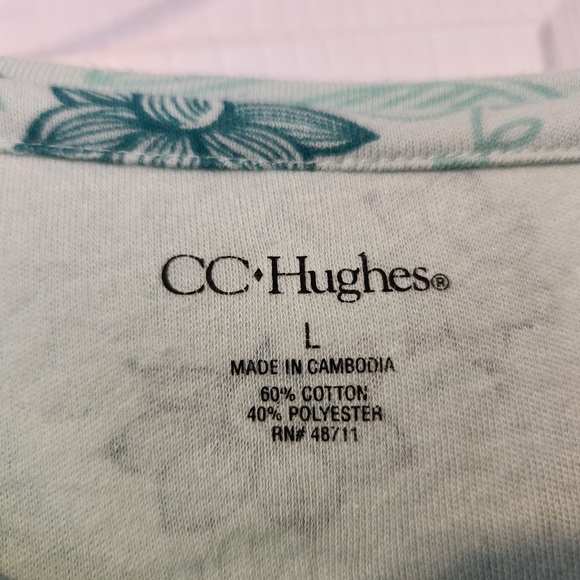 CC♦Hughes®
L
MADE IN CAMBODIA
60% COTTON
40% POLYESTER
RN# 48711